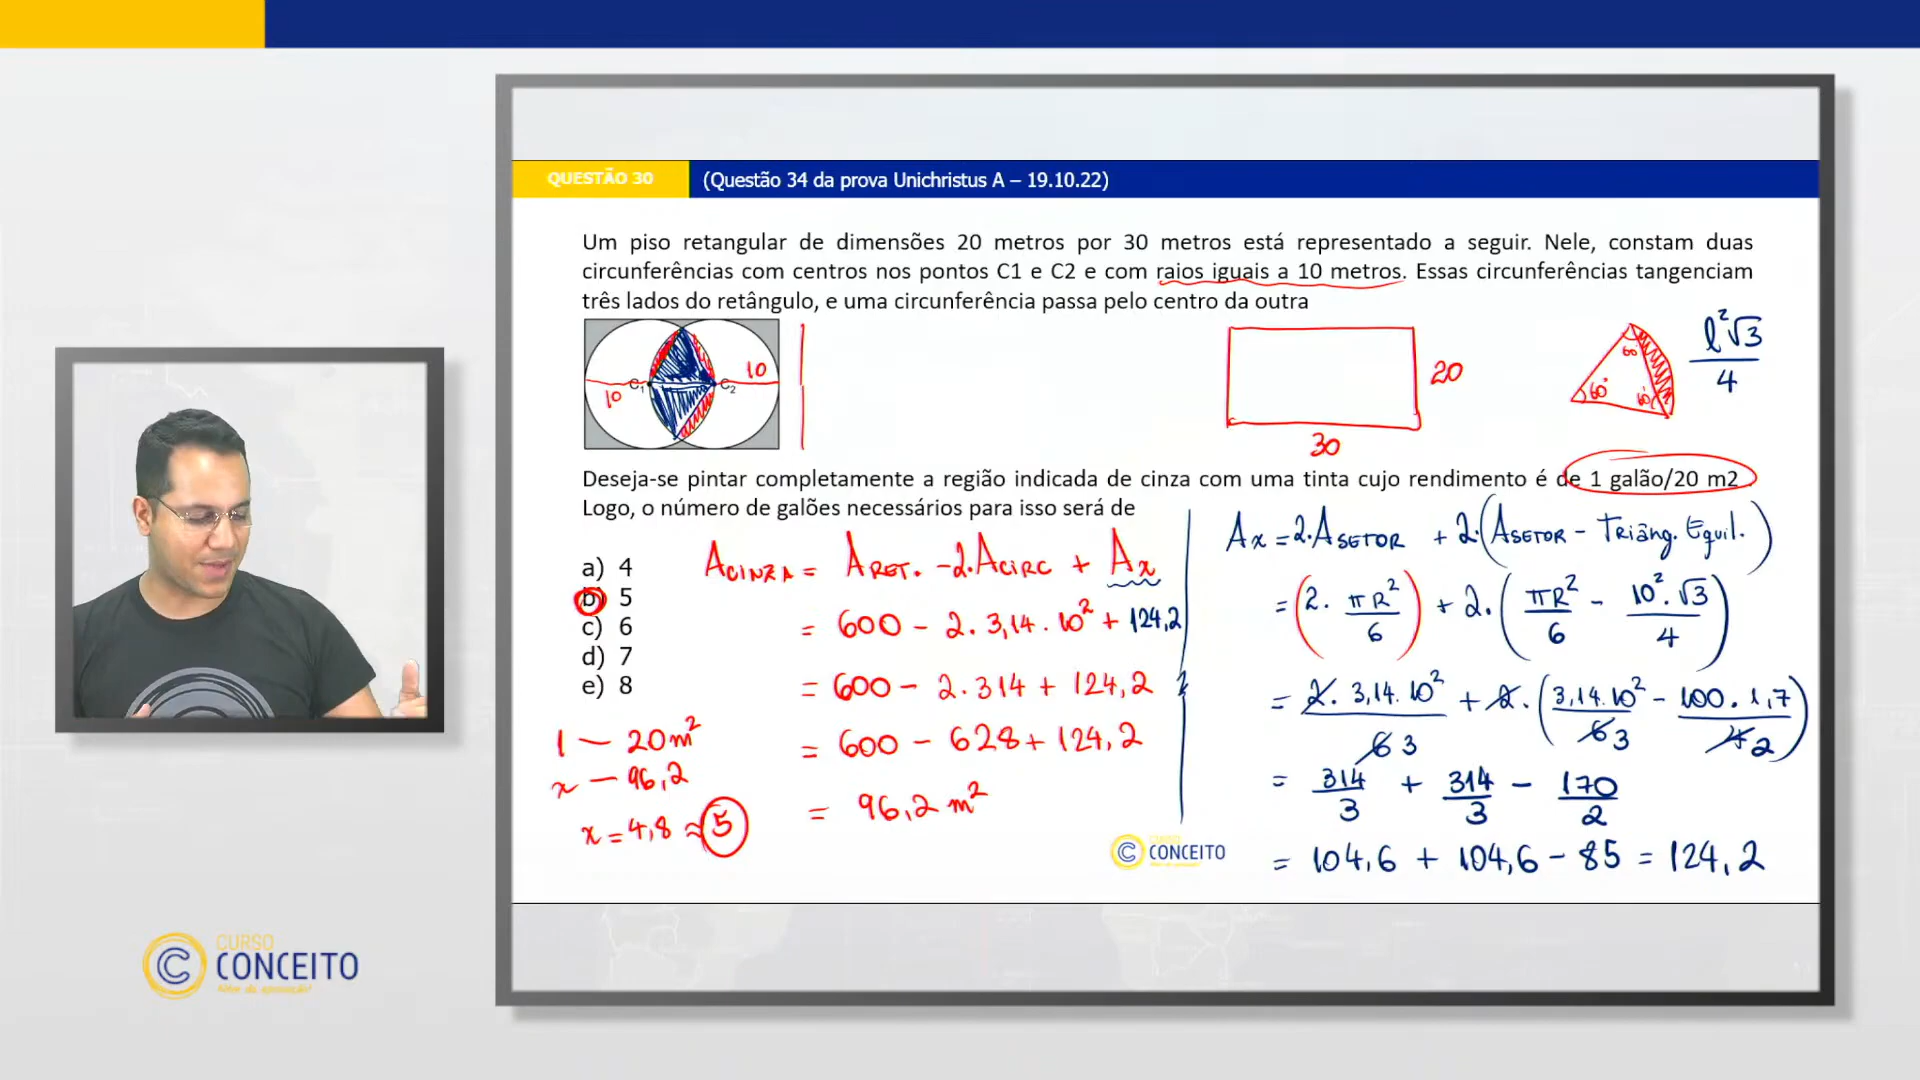 QUESTÃO 30
(Questão 34 da prova Unichristus A – 19.10.22)
Um piso retangular de dimensões 20 metros por 30 metros está representado a seguir. Nele, constam duas
circunferências com centros nos pontos C1 e C2 e com raios iguais a 10 metros. Essas circunferências tangenciam
três lados do retângulo, e uma circunferência passa pelo centro da outra
C1 C2
10
10
20
30
60°
60°
60°
l²√3
4
Deseja-se pintar completamente a região indicada de cinza com uma tinta cujo rendimento é de 1 galão/20 m2
Logo, o número de galões necessários para isso será de
a) 4
b) 5
c) 6
d) 7
e) 8
ACINZA = ARET. - 2.ACIRC + Ax
= 600 - 2. 3,14. 10² + 124,2
= 600 - 2.314 + 124,2
= 600 - 628 + 124,2
= 96,2 m²
1 — 20m²
x — 96,2
x = 4,8 ≈ 5
Ax = 2.ASETOR + 2.(ASETOR - Triâng. Equil.)
= (2. πR²/6) + 2.(πR²/6 - 10².√3/4)
= 2. 3,14.10²/6 3 + 2.(3,14.10²/6 3 - 100.1,7/4 2)
= 314/3 + 314/3 - 170/2
= 104,6 + 104,6 - 85 = 124,2
CONCEITO
CURSO
CONCEITO